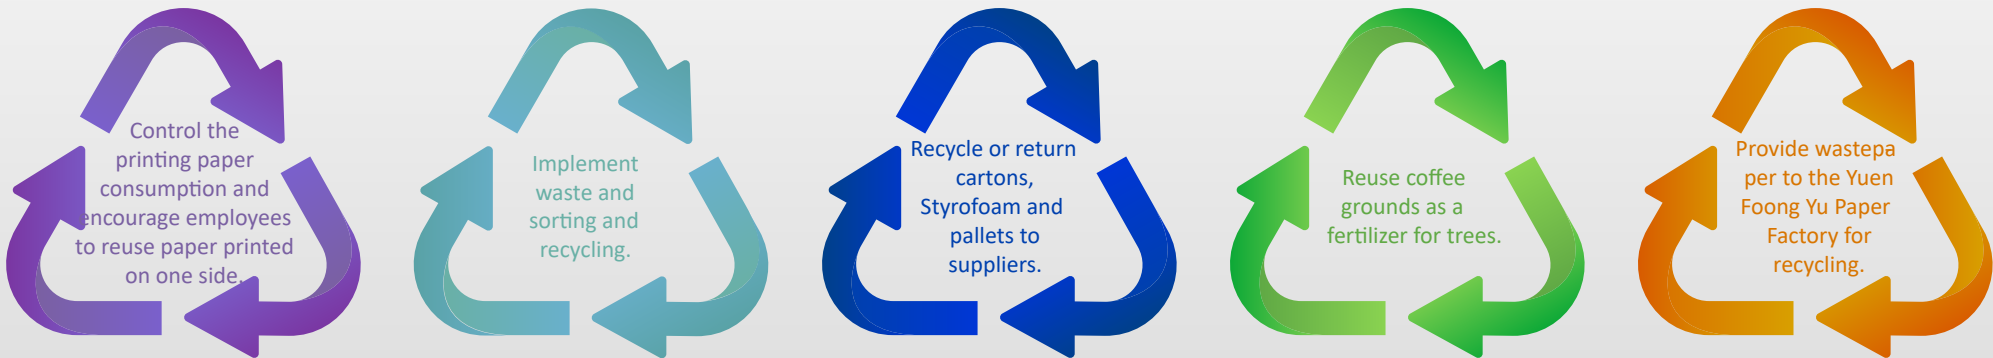 Control the
printing paper
consumption and
encourage employees
to reuse paper printed
on one side.
Implement
waste and
sorting and
recycling.
Recycle or return
cartons,
Styrofoam and
pallets to
suppliers.
Reuse coffee
grounds as a
fertilizer for trees.
Provide wastepa
per to the Yuen
Foong Yu Paper
Factory for
recycling.